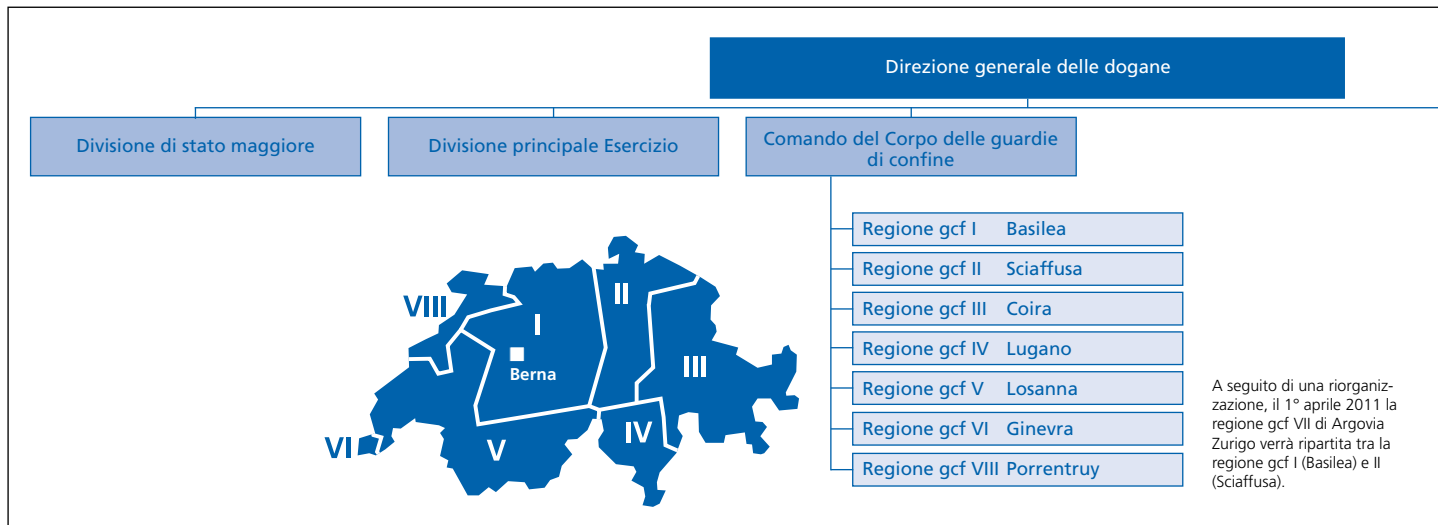 Direzione generale delle dogane
Divisione di stato maggiore
Divisione principale Esercizio
Comando del Corpo delle guardie
di confine
Regione gcf I Basilea
Regione gcf II Sciaffusa
Regione gcf III Coira
Regione gcf IV Lugano
Regione gcf V Losanna
Regione gcf VI Ginevra
Regione gcf VIII Porrentruy
VIII
I
II
III
Berna
VI
V
IV
A seguito di una riorganiz-
zazione, il 1° aprile 2011 la
regione gcf VII di Argovia
Zurigo verrà ripartita tra la
regione gcf I (Basilea) e II
(Sciaffusa).